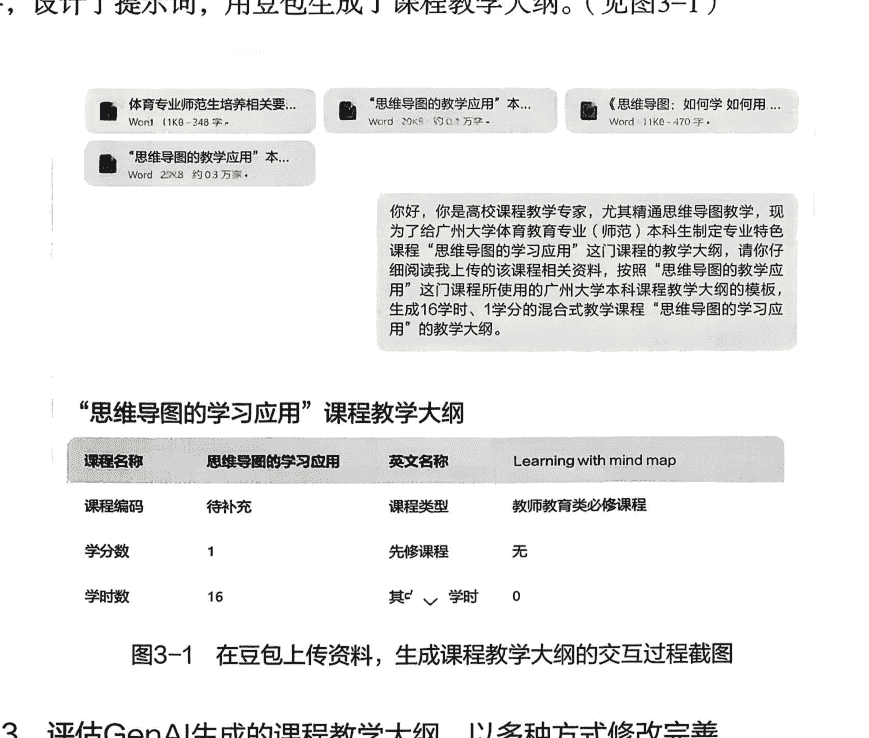 ，设计了提示词，用豆包生成了课程教学大纲。（见图3-1）
体育专业师范生培养相关要...
“思维导图的教学应用”本...
《思维导图：如何学 如何用 ...
Word
Word
“思维导图的教学应用”本...
Word
你好，你是高校课程教学专家，尤其精通思维导图教学，现
为了给广州大学体育教育专业（师范）本科生制定专业特色
课程“思维导图的学习应用”这门课程的教学大纲，请你仔
细阅读我上传的该课程相关资料，按照“思维导图的教学应
用”这门课程所使用的广州大学本科课程教学大纲的模板，
生成16学时、1学分的混合式教学课程“思维导图的学习应
用”的教学大纲。
“思维导图的学习应用”课程教学大纲
课程名称 思维导图的学习应用 英文名称 Learning with mind map
课程编码 待补充 课程类型 教师教育类必修课程
学分数 1 先修课程 无
学时数 16 学时 0
图3-1 在豆包上传资料，生成课程教学大纲的交互过程截图
3 评估GenAI生成的课程教学大纲，以多种方式修改完善